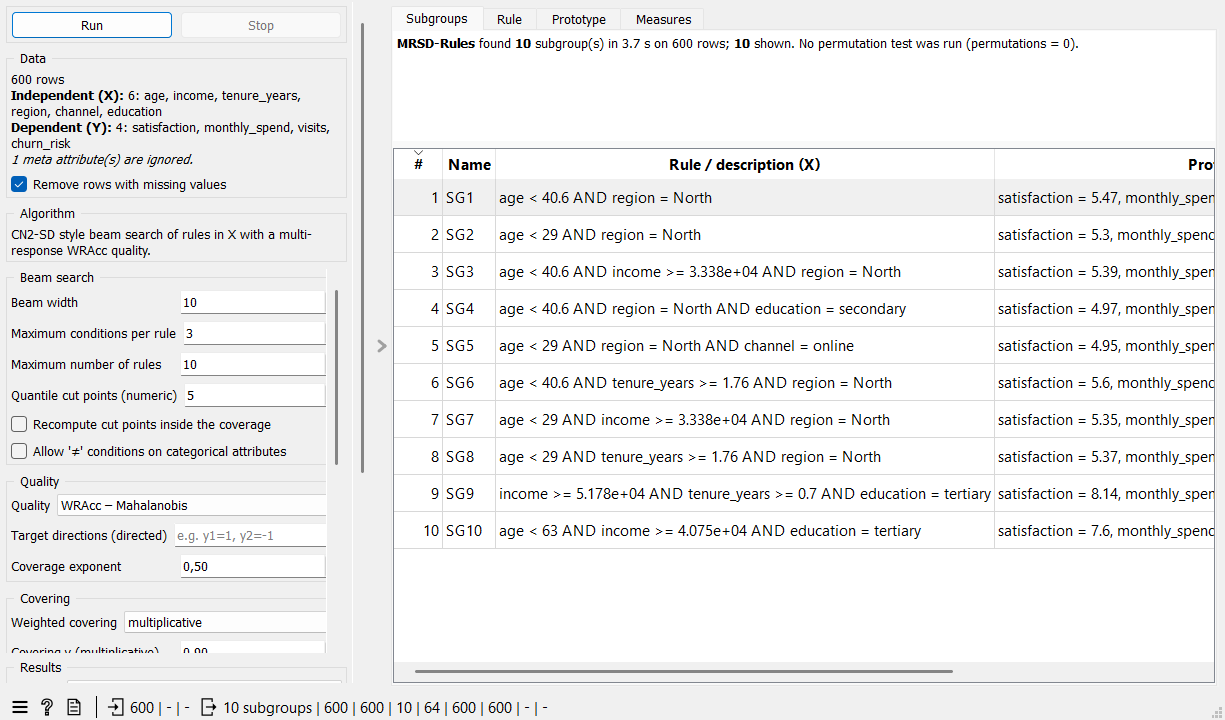 Run
Stop
Data
600 rows
Independent (X): 6: age, income, tenure_years,
region, channel, education
Dependent (Y): 4: satisfaction, monthly_spend, visits,
churn_risk
1 meta attribute(s) are ignored.
Remove rows with missing values
Algorithm
CN2-SD style beam search of rules in X with a multi-
response WRAcc quality.
Beam search
Beam width 10
Maximum conditions per rule 3
Maximum number of rules 10
Quantile cut points (numeric) 5
Recompute cut points inside the coverage
Allow '≠' conditions on categorical attributes
Quality
Quality WRAcc – Mahalanobis
Target directions (directed) e.g. y1=1, y2=-1
Coverage exponent 0,50
Covering
Weighted covering multiplicative
Covering γ (multiplicative) 0,90
Results
Subgroups Rule Prototype Measures
MRSD-Rules found 10 subgroup(s) in 3.7 s on 600 rows; 10 shown. No permutation test was run (permutations = 0).
# Name Rule / description (X) Pro
1 SG1 age < 40.6 AND region = North satisfaction = 5.47, monthly_spen
2 SG2 age < 29 AND region = North satisfaction = 5.3, monthly_spend
3 SG3 age < 40.6 AND income >= 3.338e+04 AND region = North satisfaction = 5.39, monthly_spen
4 SG4 age < 40.6 AND region = North AND education = secondary satisfaction = 4.97, monthly_spen
5 SG5 age < 29 AND region = North AND channel = online satisfaction = 4.95, monthly_spen
6 SG6 age < 40.6 AND tenure_years >= 1.76 AND region = North satisfaction = 5.6, monthly_spend
7 SG7 age < 29 AND income >= 3.338e+04 AND region = North satisfaction = 5.35, monthly_spen
8 SG8 age < 29 AND tenure_years >= 1.76 AND region = North satisfaction = 5.37, monthly_spen
9 SG9 income >= 5.178e+04 AND tenure_years >= 0.7 AND education = tertiary satisfaction = 8.14, monthly_spen
10 SG10 age < 63 AND income >= 4.075e+04 AND education = tertiary satisfaction = 7.6, monthly_spend
600 | - | - 10 subgroups | 600 | 600 | 10 | 64 | 600 | 600 | - | -